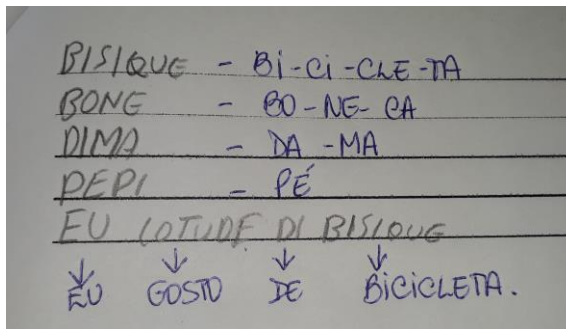 BISIQUE - Bi-Ci-CLE-TA
BONE - BO-NE-CA
DIMA - DA-MA
PEPI - PÉ
EU LOTUDE DI BISIQUE
↓ ↓ ↓ ↓
EU GOSTO DE BiCiCLETA.